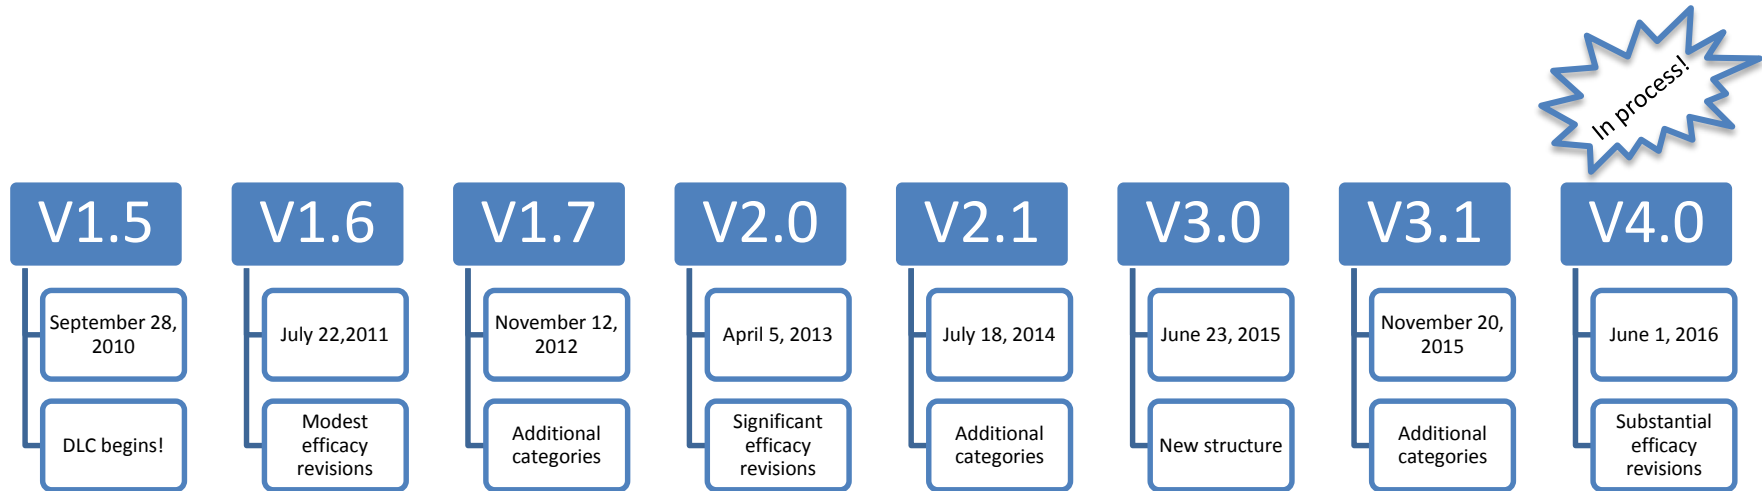 In process!
V1.5
V1.6
V1.7
V2.0
V2.1
V3.0
V3.1
V4.0
September 28,
2010
July 22,2011
November 12,
2012
April 5, 2013
July 18, 2014
June 23, 2015
November 20,
2015
June 1, 2016
DLC begins!
Modest
efficacy
revisions
Additional
categories
Significant
efficacy
revisions
Additional
categories
New structure
Additional
categories
Substantial
efficacy
revisions